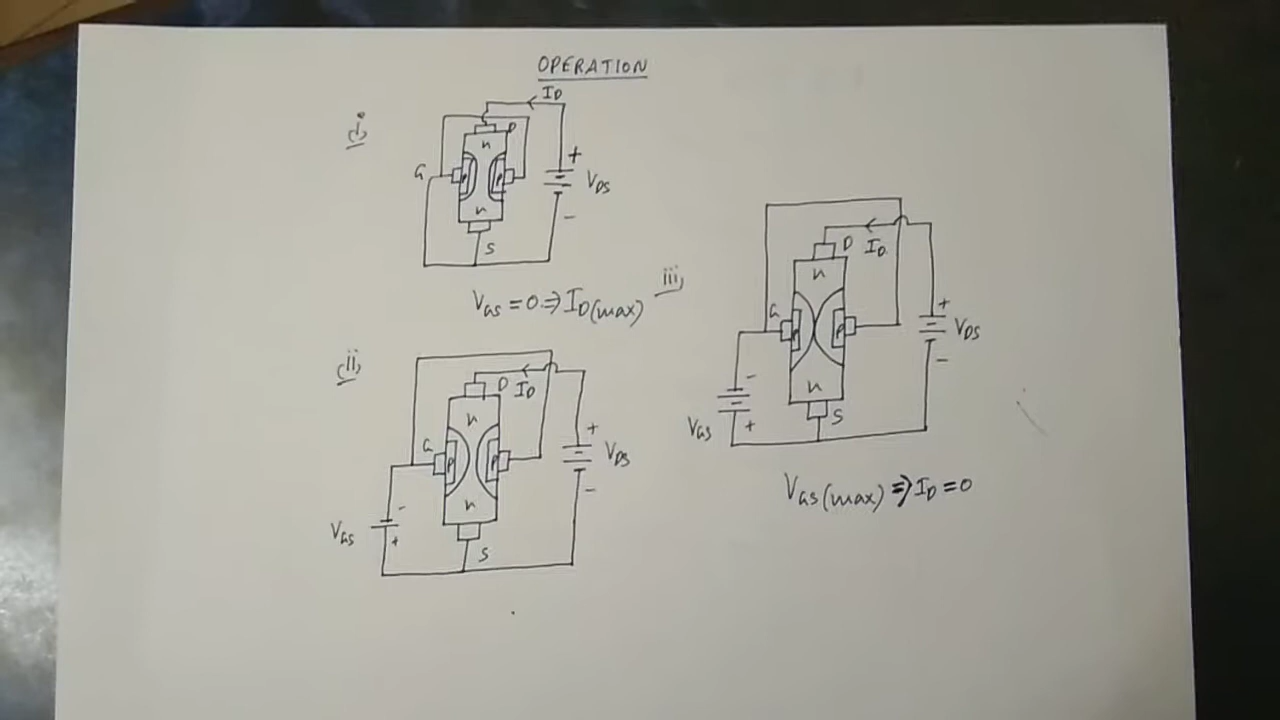 OPERATION
i)
ID
D
n
G
P P
+
VDS
-
n
S
VGS = 0 ⇒ ID(max)
ii)
D ID
n
G
P P
+
VDS
-
n
-
VGS
+
S
iii)
D ID
n
G
P P
+
VDS
-
n
-
VGS
+
S
VGS(max) ⇒ ID = 0